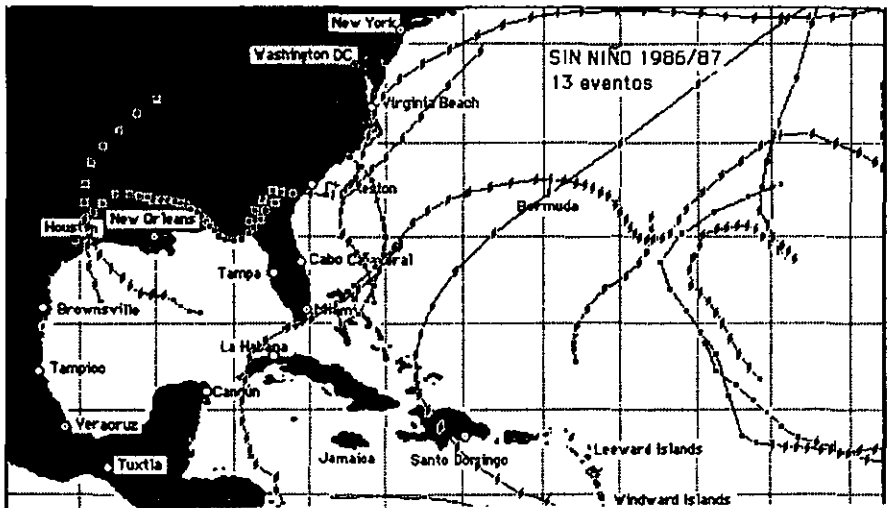 New York
Washington DC
SIN NIÑO 1986/87
13 eventos
Virginia Beach
Bermuda
New Orleans
Houston
Tampa
Cabo Cañaveral
Brownsville
Miami
La Habana
Tampico
Cancún
Veracruz
Jamaica
Santo Domingo
Leeward Islands
Tuxtla
Windward Islands